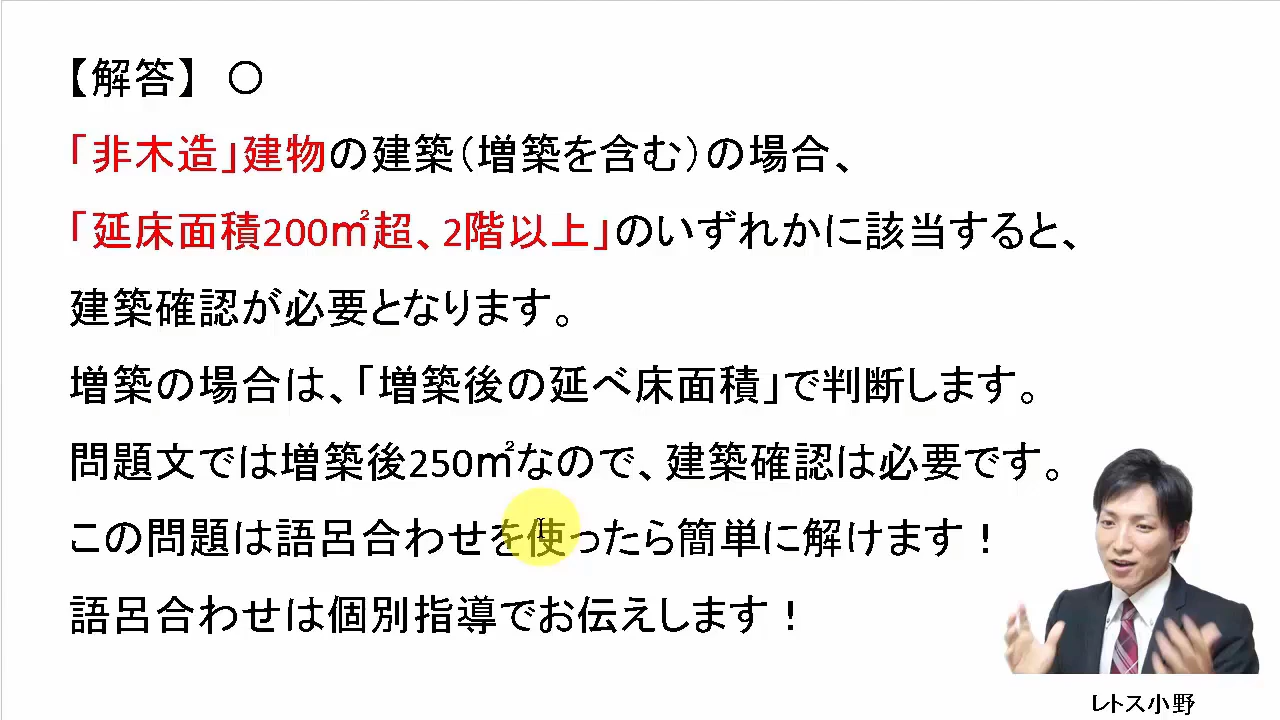 【解答】 ○
「非木造」建物の建築（増築を含む）の場合、
「延床面積200㎡超、2階以上」のいずれかに該当すると、
建築確認が必要となります。
増築の場合は、「増築後の延べ床面積」で判断します。
問題文では増築後250㎡なので、建築確認は必要です。
この問題は語呂合わせを使ったら簡単に解けます！
語呂合わせは個別指導でお伝えします！
レトス小野